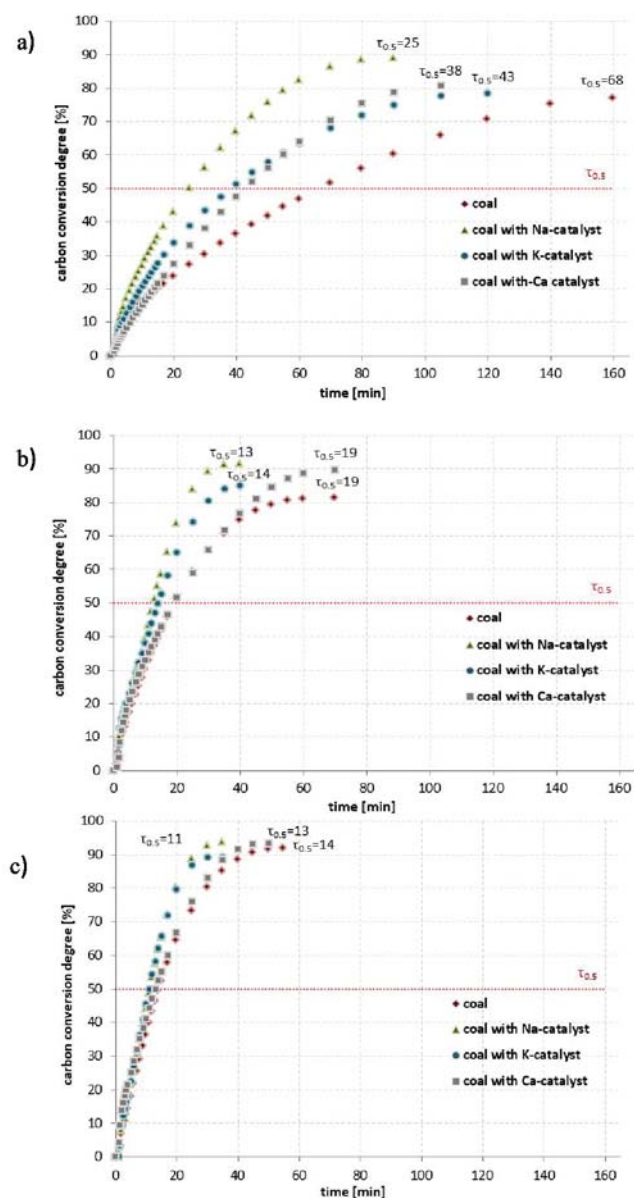 a)
carbon conversion degree [%]
100
90
80
70
60
50
40
30
20
10
0
τ0.5=25
τ0.5=38
τ0.5=43
τ0.5=68
τ0.5
coal
coal with Na-catalyst
coal with K-catalyst
coal with-Ca catalyst
0 20 40 60 80 100 120 140 160
time [min]
b)
carbon conversion degree [%]
100
90
80
70
60
50
40
30
20
10
0
τ0.5=13
τ0.5=19
τ0.5=14
τ0.5=19
τ0.5
coal
coal with Na-catalyst
coal with K-catalyst
coal with Ca-catalyst
0 20 40 60 80 100 120 140 160
time [min]
c)
carbon conversion degree [%]
100
90
80
70
60
50
40
30
20
10
0
τ0.5=11
τ0.5=13
τ0.5=14
τ0.5
coal
coal with Na-catalyst
coal with K-catalyst
coal with Ca-catalyst
0 20 40 60 80 100 120 140 160
time [min]